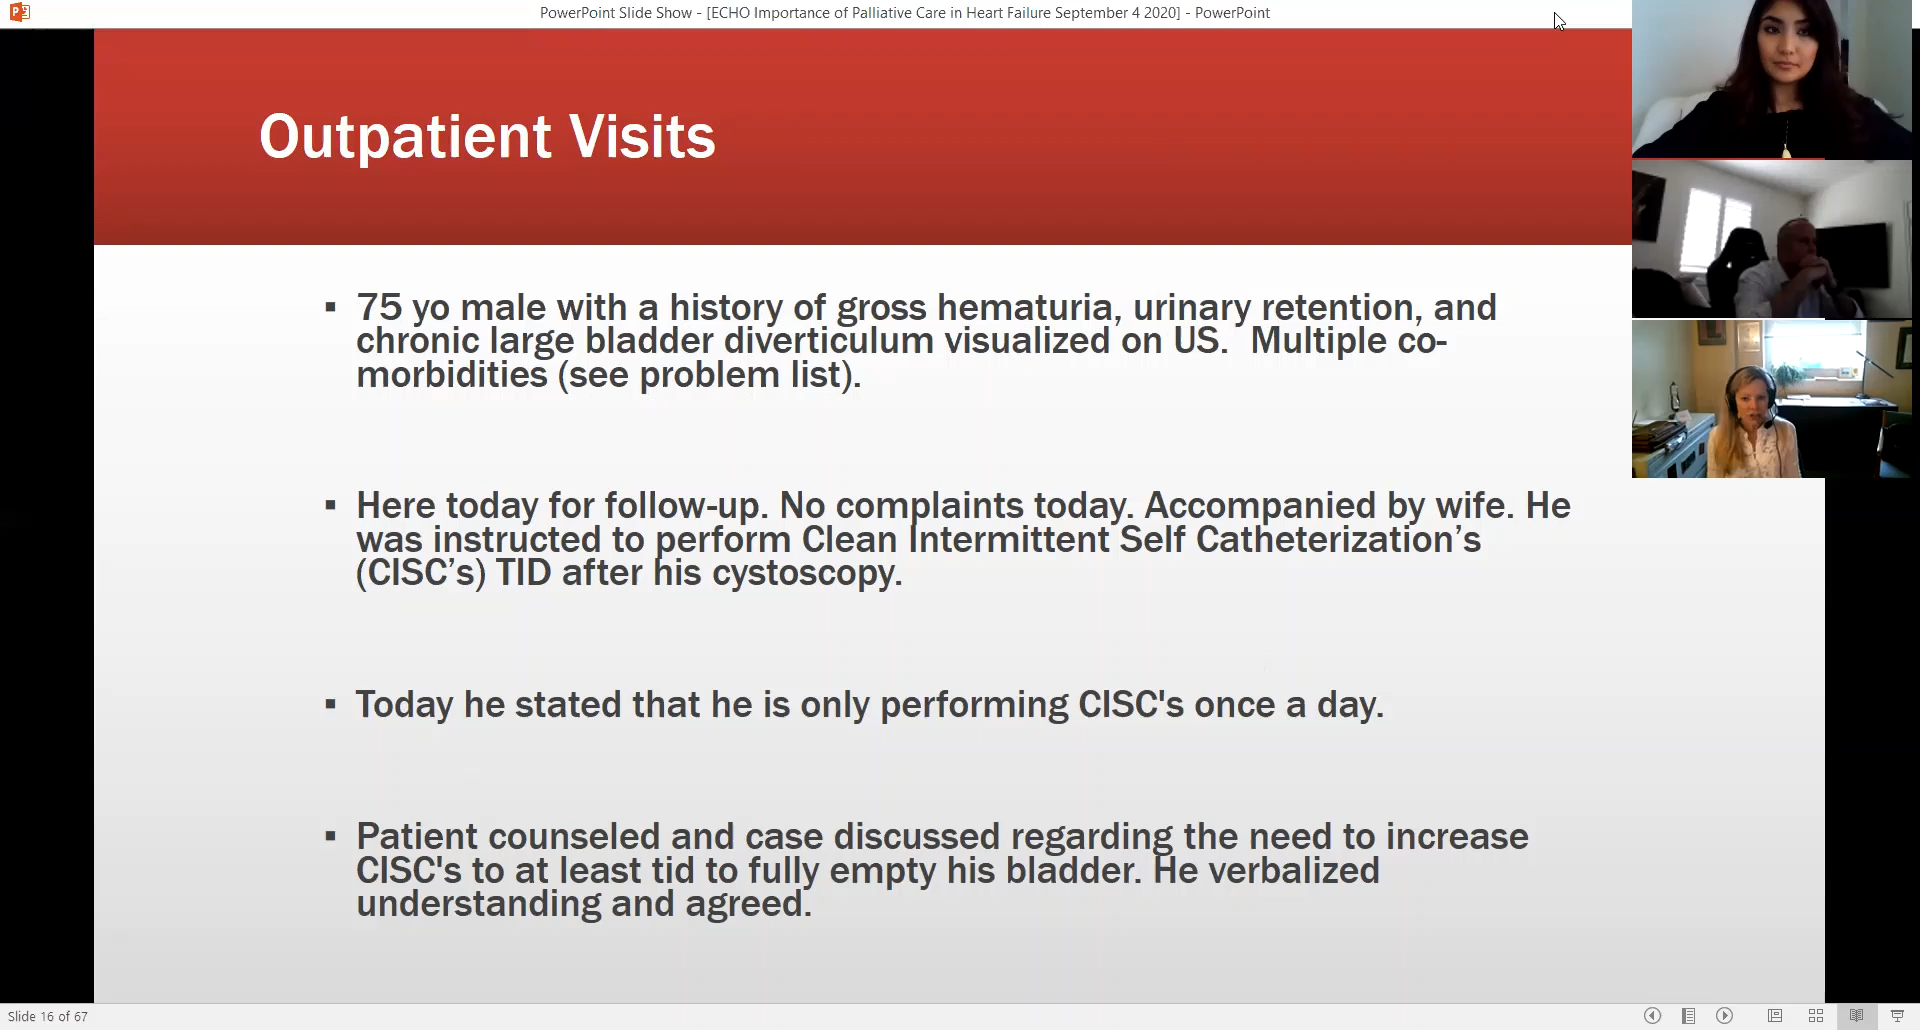 PowerPoint Slide Show - [ECHO Importance of Palliative Care in Heart Failure September 4 2020] - PowerPoint
Outpatient Visits
▪ 75 yo male with a history of gross hematuria, urinary retention, and
chronic large bladder diverticulum visualized on US.  Multiple co-
morbidities (see problem list).
▪ Here today for follow-up. No complaints today. Accompanied by wife. He
was instructed to perform Clean Intermittent Self Catheterization’s
(CISC’s) TID after his cystoscopy.
▪ Today he stated that he is only performing CISC's once a day.
▪ Patient counseled and case discussed regarding the need to increase
CISC's to at least tid to fully empty his bladder. He verbalized
understanding and agreed.
Slide 16 of 67